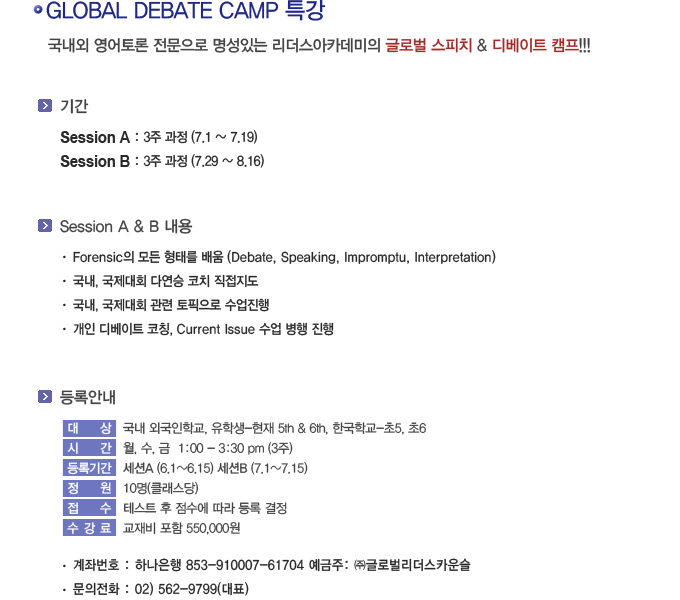 GLOBAL DEBATE CAMP 특강
국내외 영어토론 전문으로 명성있는 리더스아카데미의 글로벌 스피치 & 디베이트 캠프!!!
기간
Session A : 3주 과정 (7.1 ~ 7.19)
Session B : 3주 과정 (7.29 ~ 8.16)
Session A & B 내용
· Forensic의 모든 형태를 배움 (Debate, Speaking, Impromptu, Interpretation)
· 국내, 국제대회 다연승 코치 직접지도
· 국내, 국제대회 관련 토픽으로 수업진행
· 개인 디베이트 코칭, Current Issue 수업 병행 진행
등록안내
대 상 국내 외국인학교, 유학생-현재 5th & 6th, 한국학교-초5, 초6
시 간 월, 수, 금 1:00 - 3:30 pm (3주)
등록기간 세션A (6.1~6.15) 세션B (7.1~7.15)
정 원 10명(클래스당)
접 수 테스트 후 점수에 따라 등록 결정
수 강 료 교재비 포함 550,000원
· 계좌번호 : 하나은행 853-910007-61704 예금주: ㈜글로벌리더스카운슬
· 문의전화 : 02) 562-9799(대표)